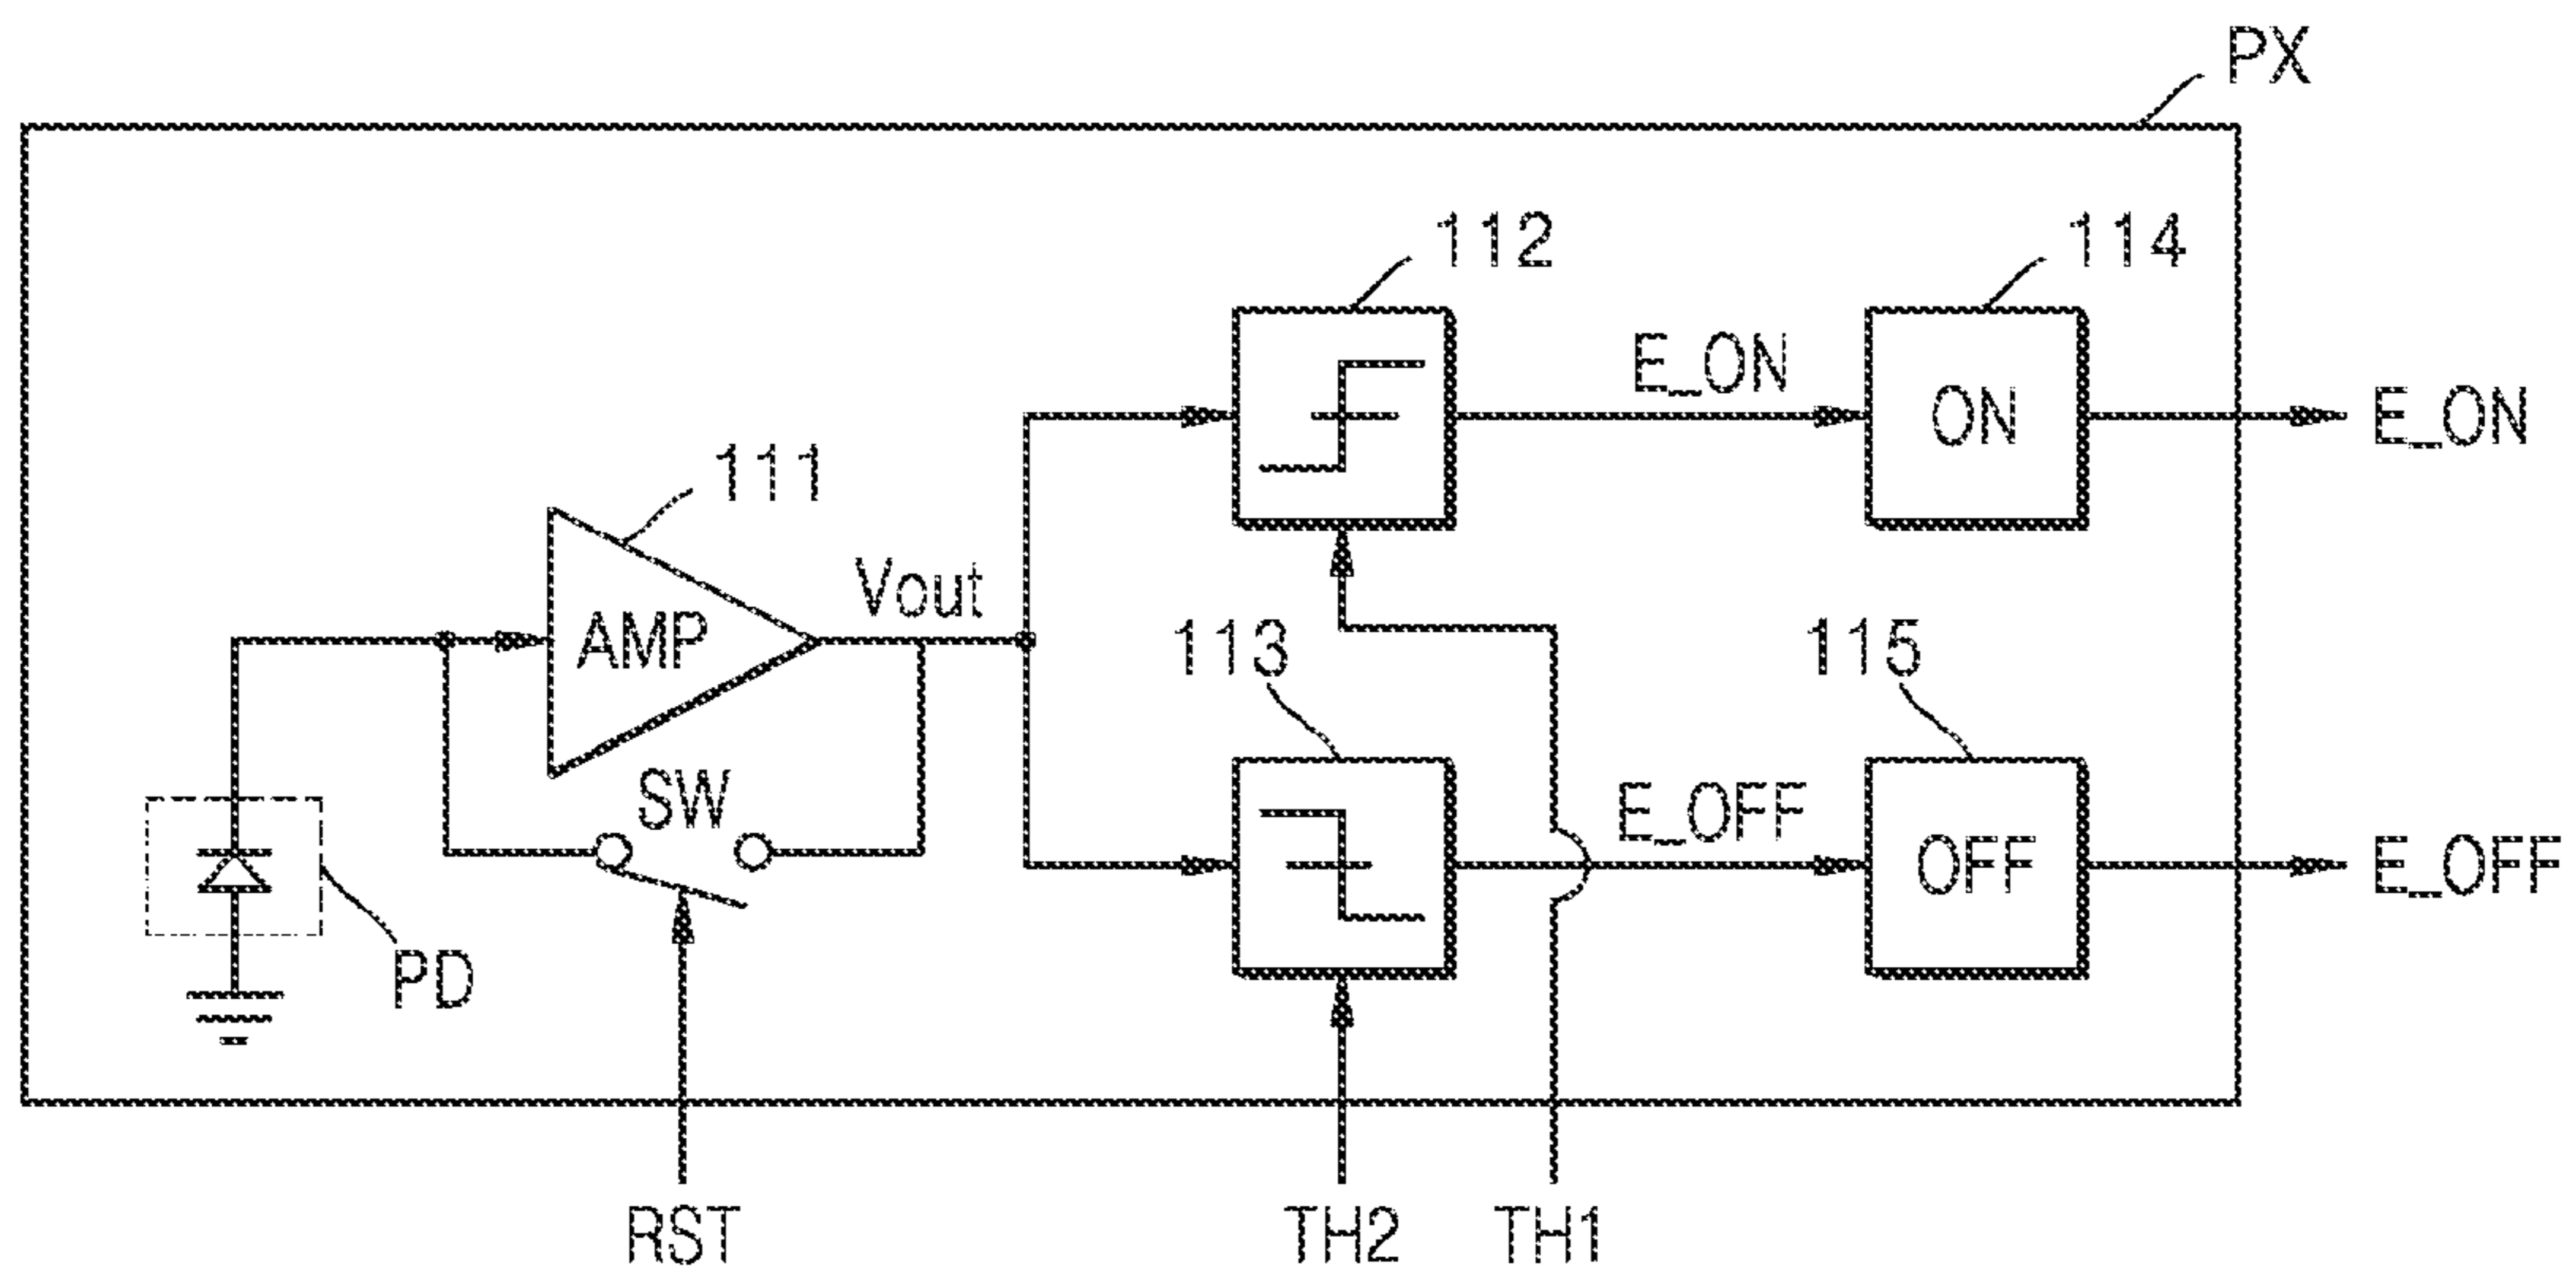 PX
112
114
E_ON
ON
E_ON
111
Vout
AMP
113
115
SW
E_OFF
OFF
E_OFF
PD
RST
TH2
TH1